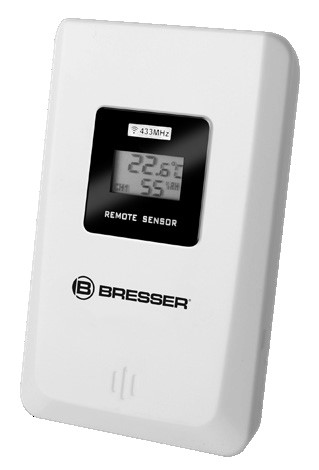 433MHz
22.6°C
CH1 55 %RH
REMOTE SENSOR
B BRESSER®